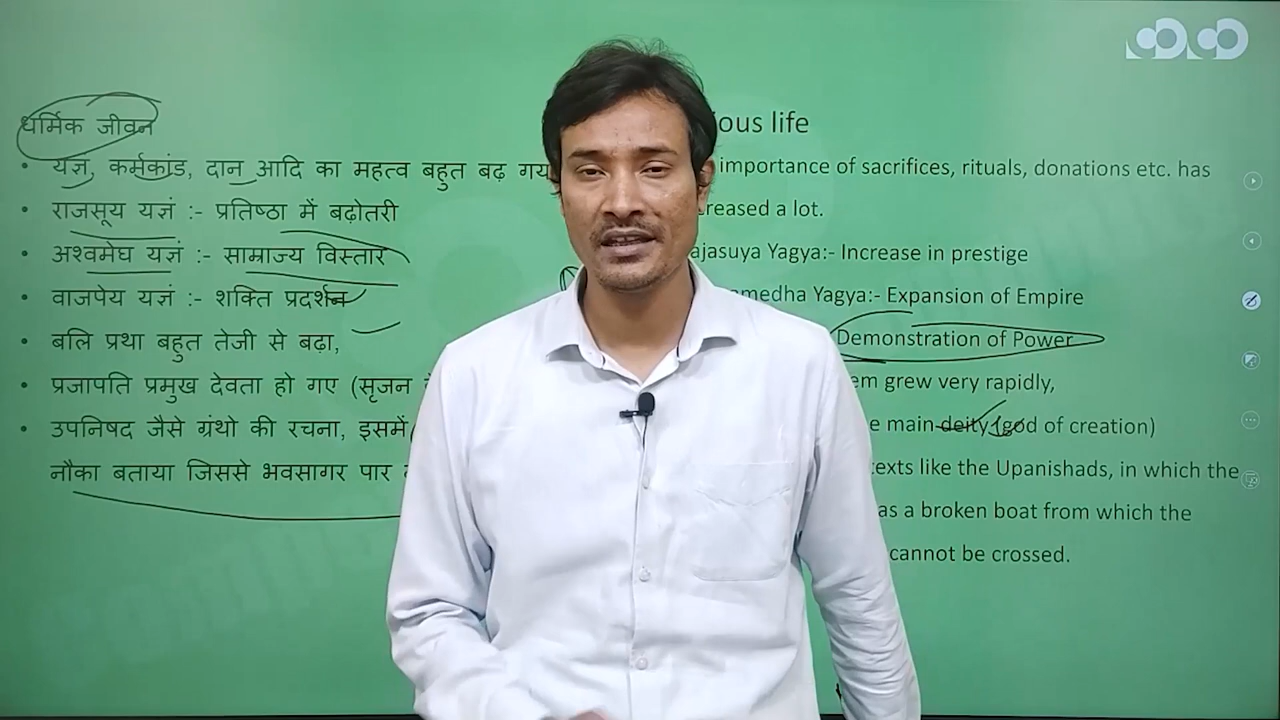 धार्मिक जीवन
• यज्ञ, कर्मकांड, दान आदि का महत्व बहुत बढ़ गय
• राजसूय यज्ञं :- प्रतिष्ठा में बढ़ोतरी
• अश्वमेघ यज्ञं :- साम्राज्य विस्तार
• वाजपेय यज्ञं :- शक्ति प्रदर्शन
• बलि प्रथा बहुत तेजी से बढ़ा,
• प्रजापति प्रमुख देवता हो गए (सृजन
• उपनिषद जैसे ग्रंथो की रचना, इसमें
नौका बताया जिससे भवसागर पार
ious life
importance of sacrifices, rituals, donations etc. has
creased a lot.
ajasuya Yagya:- Increase in prestige
medha Yagya:- Expansion of Empire
Demonstration of Power
em grew very rapidly,
e main deity (god of creation)
texts like the Upanishads, in which the
as a broken boat from which the
cannot be crossed.